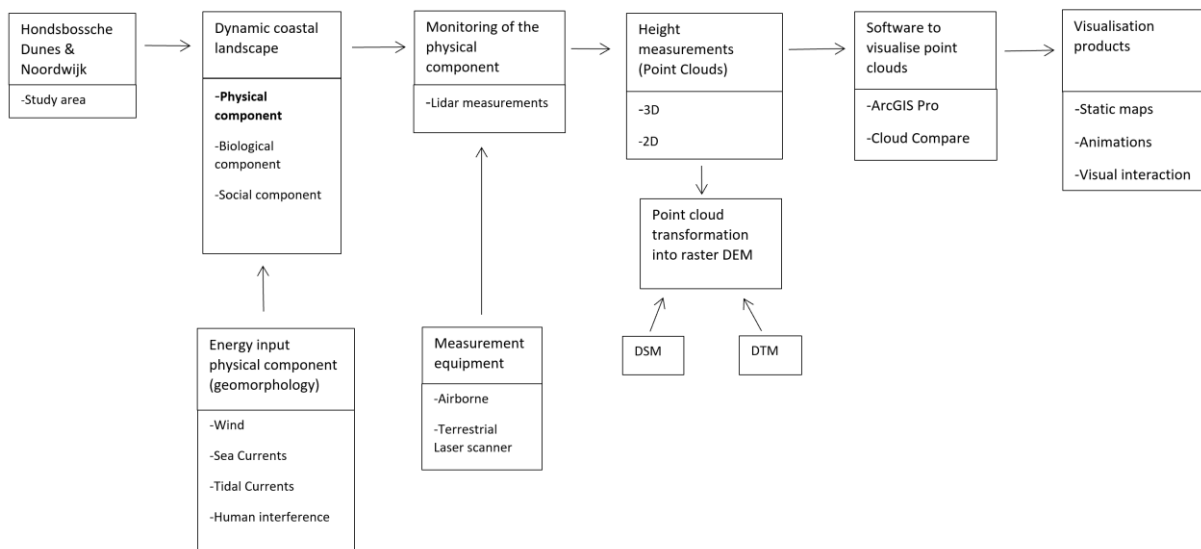 Hondsbossche
Dunes &
Noordwijk
-Study area
Dynamic coastal
landscape
-Physical
component
-Biological
component
-Social component
Monitoring of the
physical
component
-Lidar measurements
Height
measurements
(Point Clouds)
-3D
-2D
Software to
visualise point
clouds
-ArcGIS Pro
-Cloud Compare
Visualisation
products
-Static maps
-Animations
-Visual interaction
Point cloud
transformation
into raster DEM
DSM
DTM
Energy input
physical component
(geomorphology)
-Wind
-Sea Currents
-Tidal Currents
-Human interference
Measurement
equipment
-Airborne
-Terrestrial
Laser scanner